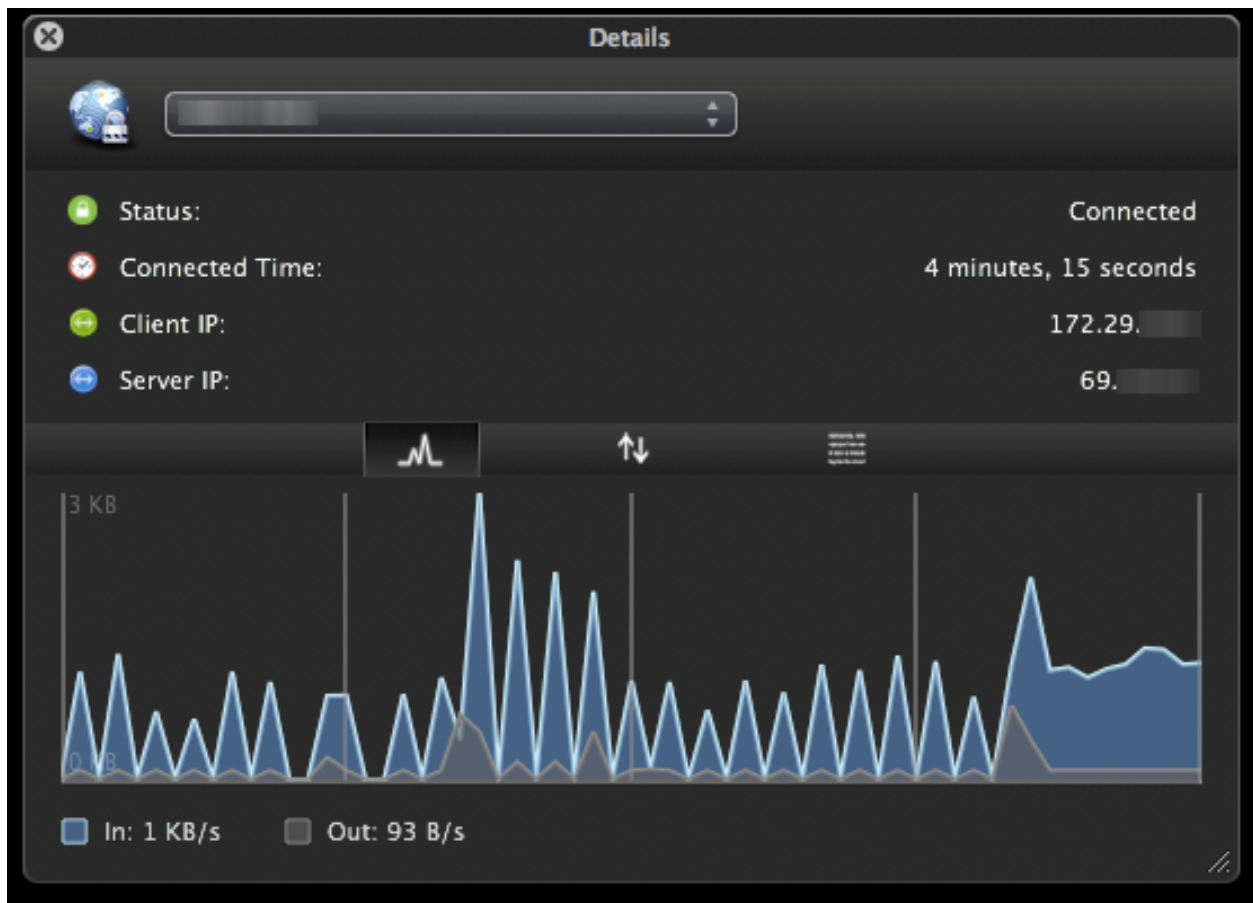 Details
Status: Connected
Connected Time: 4 minutes, 15 seconds
Client IP: 172.29.
Server IP: 69.
3 KB
0 KB
In: 1 KB/s Out: 93 B/s